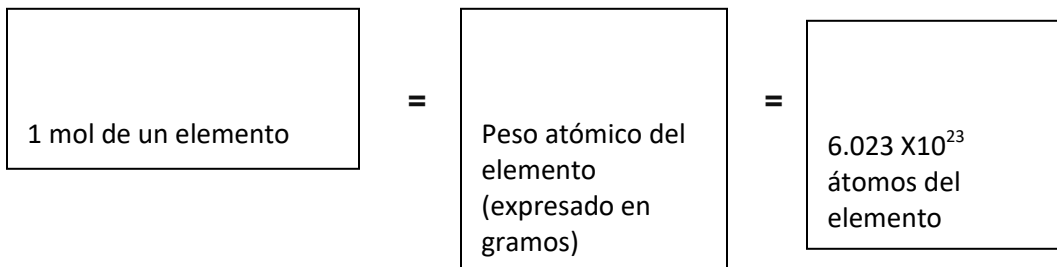 1 mol de un elemento
=
Peso atómico del
elemento
(expresado en
gramos)
=
6.023 X10²³
átomos del
elemento